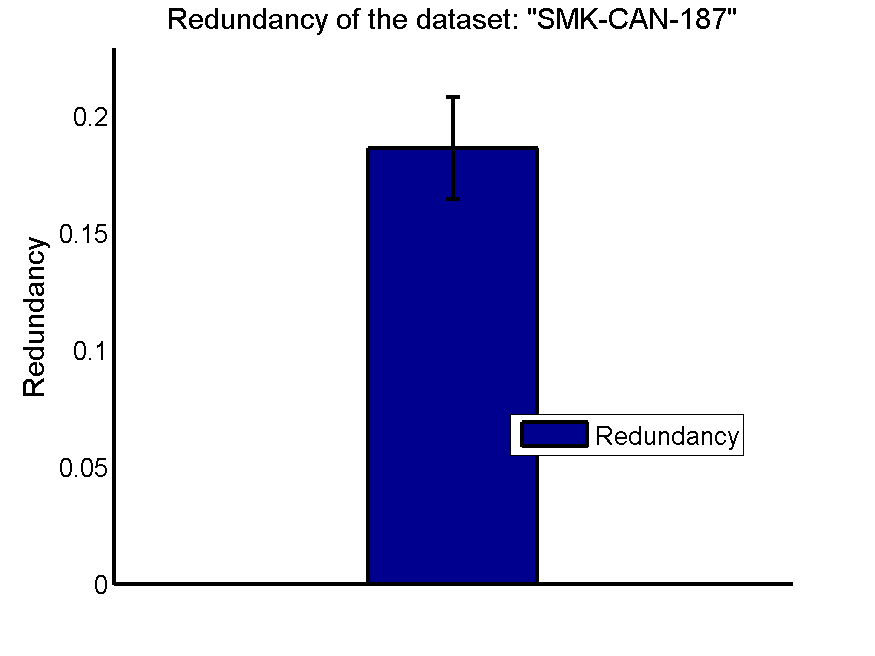 Redundancy of the dataset: "SMK-CAN-187"
0.2
0.15
0.1
0.05
0
Redundancy
Redundancy